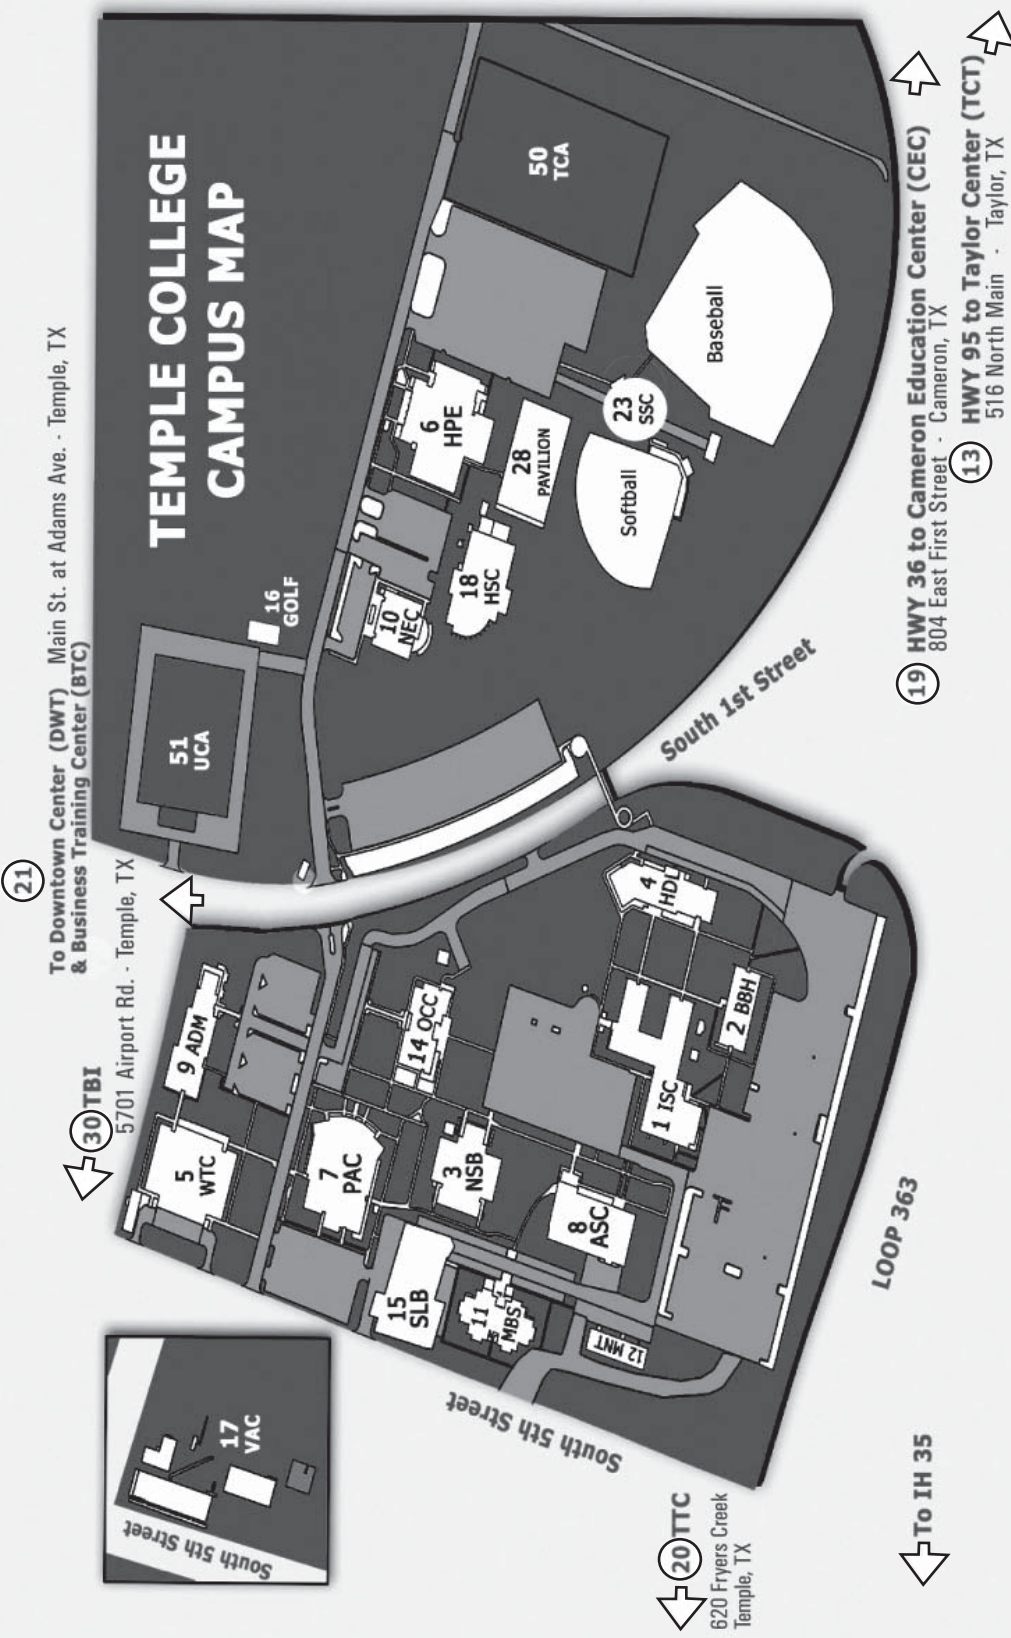 TEMPLE COLLEGE
CAMPUS MAP
21
To Downtown Center (DWT) Main St. at Adams Ave. - Temple, TX
& Business Training Center (BTC)
30 TBI
5701 Airport Rd. - Temple, TX
17
VAC
South 5th Street
5
WTC
9 ADM
51
UCA
16
GOLF
7
PAC
14 OCC
10
NEC
18
HSC
6
HPE
28
PAVILION
50
TCA
15
SLB
3
NSB
11
MBS
8
ASC
12 MNT
1 ISC
2 BBH
4
HDL
23
SSC
Softball
Baseball
South 1st Street
South 5th Street
LOOP 363
20 TTC
620 Fryers Creek
Temple, TX
To IH 35
19 HWY 36 to Cameron Education Center (CEC)
804 East First Street - Cameron, TX
13 HWY 95 to Taylor Center (TCT)
516 North Main - Taylor, TX